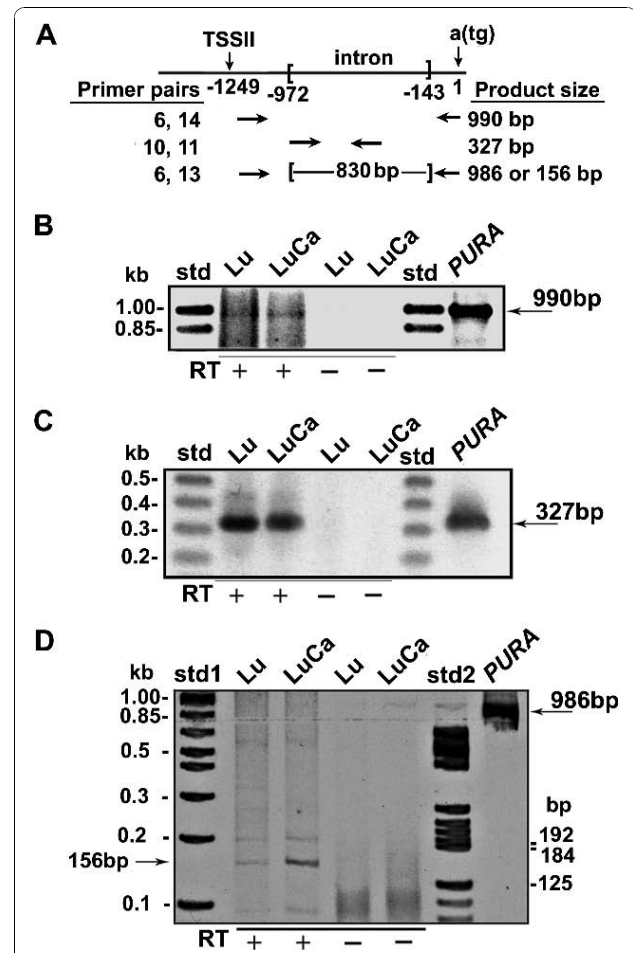 A
TSSII
a(tg)
intron
[ ]
Primer pairs -1249 -972 -143 1 Product size
6, 14 990 bp
10, 11 327 bp
6, 13 [ 830 bp ] 986 or 156 bp
B
kb std Lu LuCa Lu LuCa std PURA
1.00- 990bp
0.85-
RT + + – –
C
kb std Lu LuCa Lu LuCa std PURA
0.5-
0.4-
0.3- 327bp
0.2-
RT + + – –
D
kb std1 Lu LuCa Lu LuCa std2 PURA
1.00- 986bp
0.85-
0.5 -
0.3 - bp
0.2 - -192
156bp -184
-125
0.1 -
RT + + – –